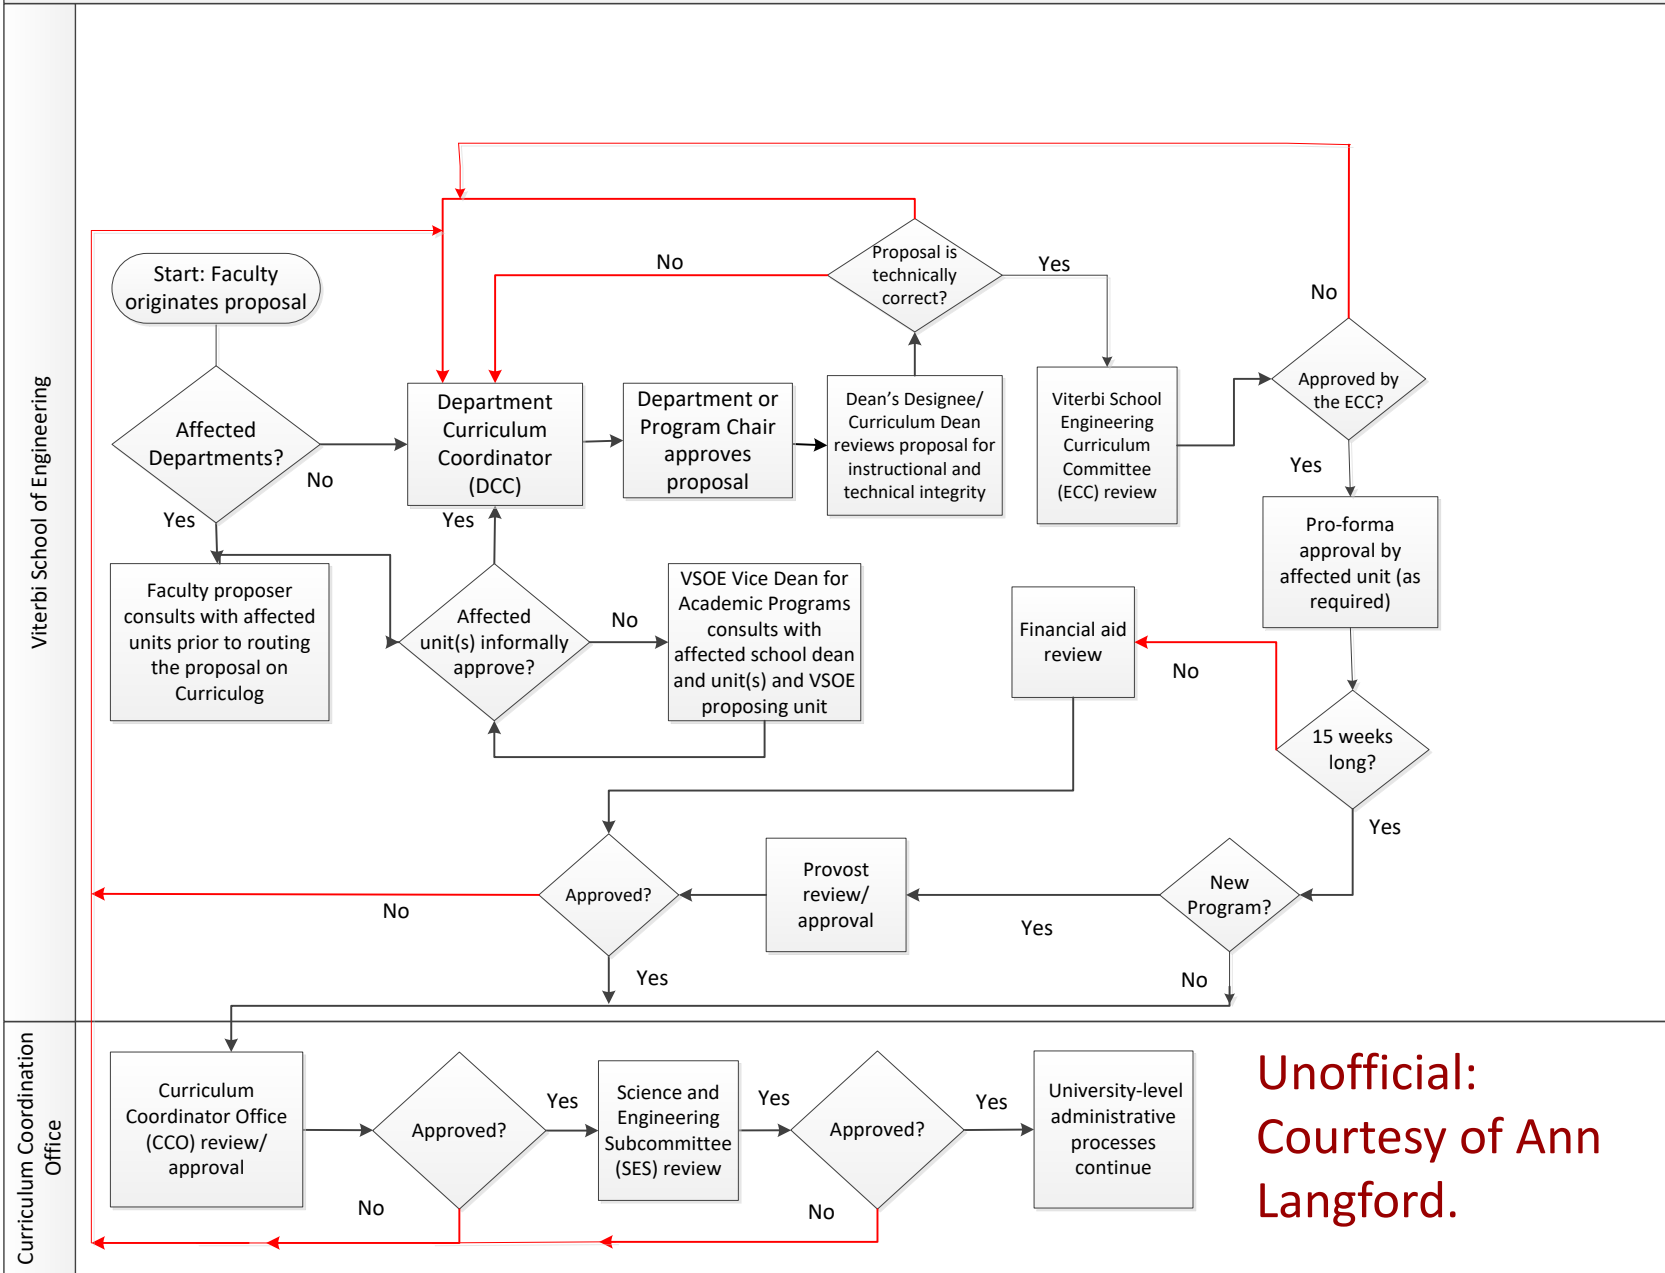 Viterbi School of Engineering
Start: Faculty
originates proposal
Affected
Departments?
No
Yes
Faculty proposer
consults with affected
units prior to routing
the proposal on
Curriculog
Department
Curriculum
Coordinator
(DCC)
Yes
Affected
unit(s) informally
approve?
No
VSOE Vice Dean for
Academic Programs
consults with
affected school dean
and unit(s) and VSOE
proposing unit
Department or
Program Chair
approves
proposal
Dean's Designee/
Curriculum Dean
reviews proposal for
instructional and
technical integrity
Proposal is
technically
correct?
No
Yes
Viterbi School
Engineering
Curriculum
Committee
(ECC) review
Approved by
the ECC?
No
Yes
Pro-forma
approval by
affected unit (as
required)
15 weeks
long?
No
Financial aid
review
Yes
New
Program?
Yes
No
Provost
review/
approval
Approved?
No
Yes
Curriculum Coordination
Office
Curriculum
Coordinator Office
(CCO) review/
approval
Approved?
No
Yes
Science and
Engineering
Subcommittee
(SES) review
Yes
Approved?
No
Yes
University-level
administrative
processes
continue
Unofficial:
Courtesy of Ann
Langford.